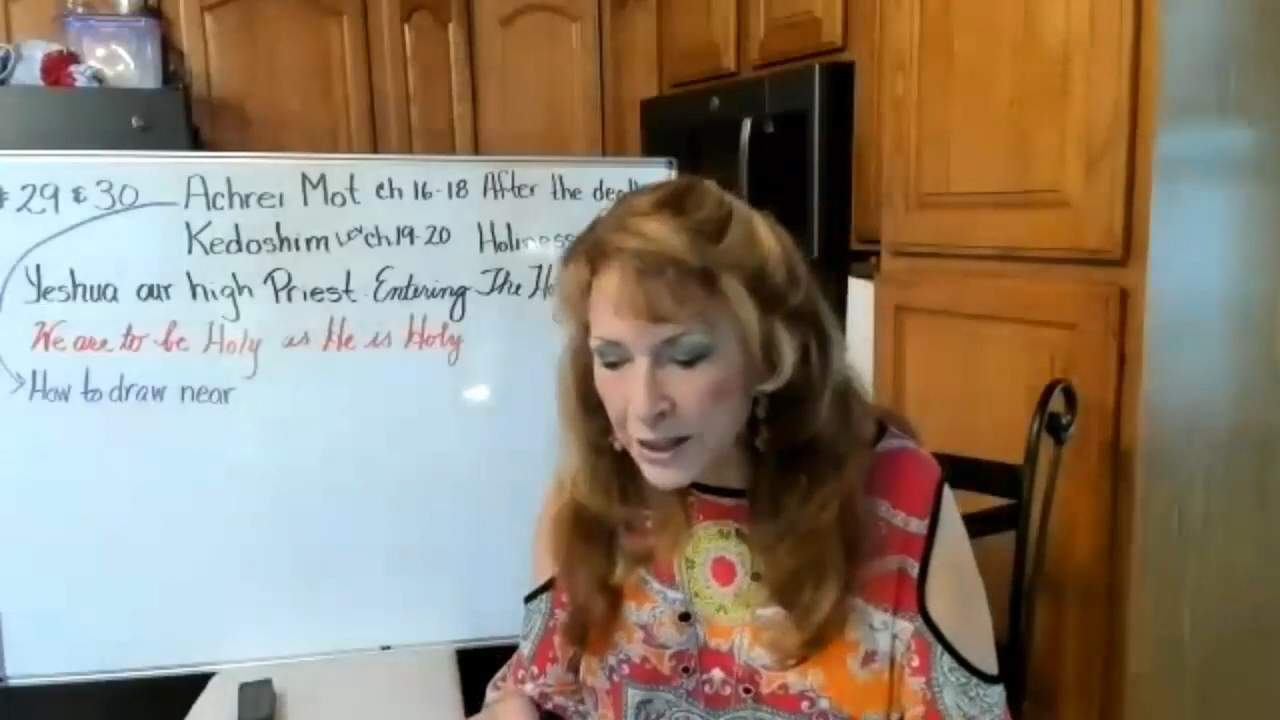 #29 & 30 Achrei Mot ch 16-18 After the
Kedoshim ch.19-20
Yeshua our high Priest. Entering The
We are to be Holy as He is Holy
How to draw near